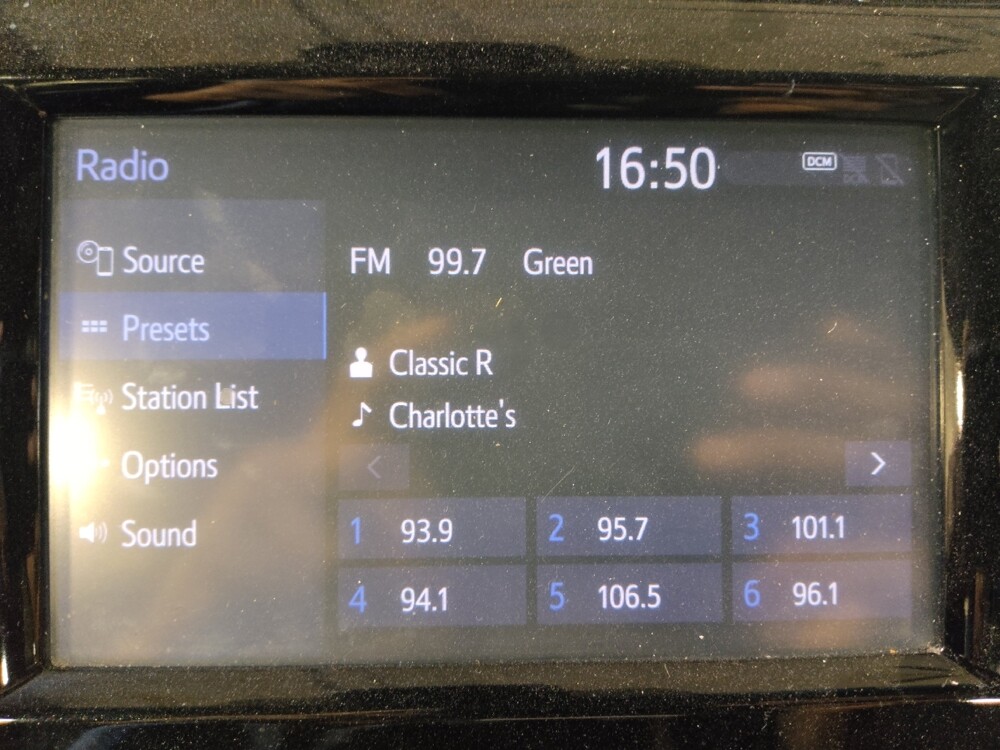 Radio 16:50 DCM
Source
Presets
Station List
Options
Sound
FM 99.7 Green
Classic R
Charlotte's
< >
1 93.9 2 95.7 3 101.1
4 94.1 5 106.5 6 96.1